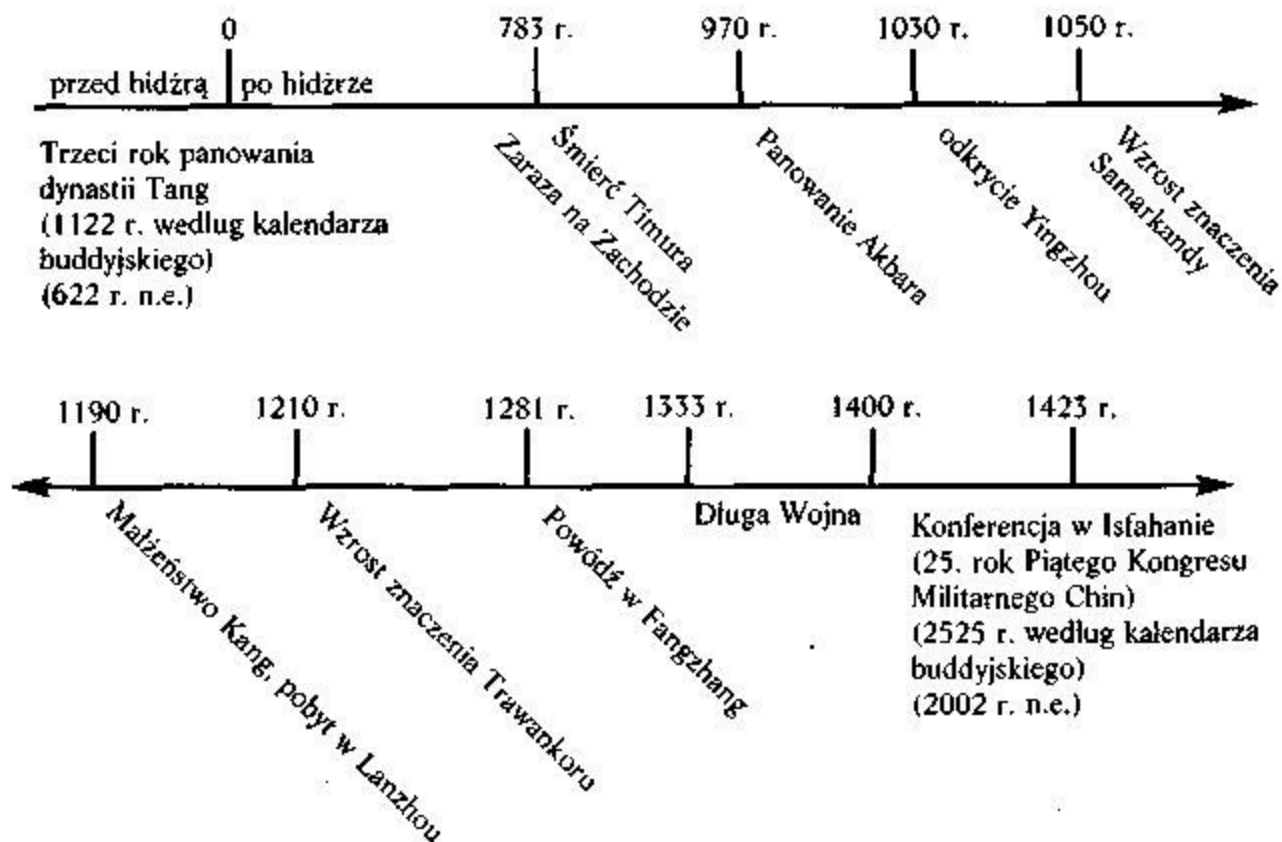 0
783 r.
970 r.
1030 r.
1050 r.
przed hidżrą
po hidżrze
Trzeci rok panowania
dynastii Tang
(1122 r. według kalendarza
buddyjskiego)
(622 r. n.e.)
Śmierć Timura
Zaraza na Zachodzie
Panowanie Akbara
odkrycie Yingzhou
Wzrost znaczenia
Samarkandy
1190 r.
1210 r.
1281 r.
1333 r.
1400 r.
1423 r.
Małżeństwo Kang, pobyt w Lanzhou
Wzrost znaczenia Trawankoru
Powódź w Fangzhang
Długa Wojna
Konferencja w Isfahanie
(25. rok Piątego Kongresu
Militarnego Chin)
(2525 r. według kalendarza
buddyjskiego)
(2002 r. n.e.)